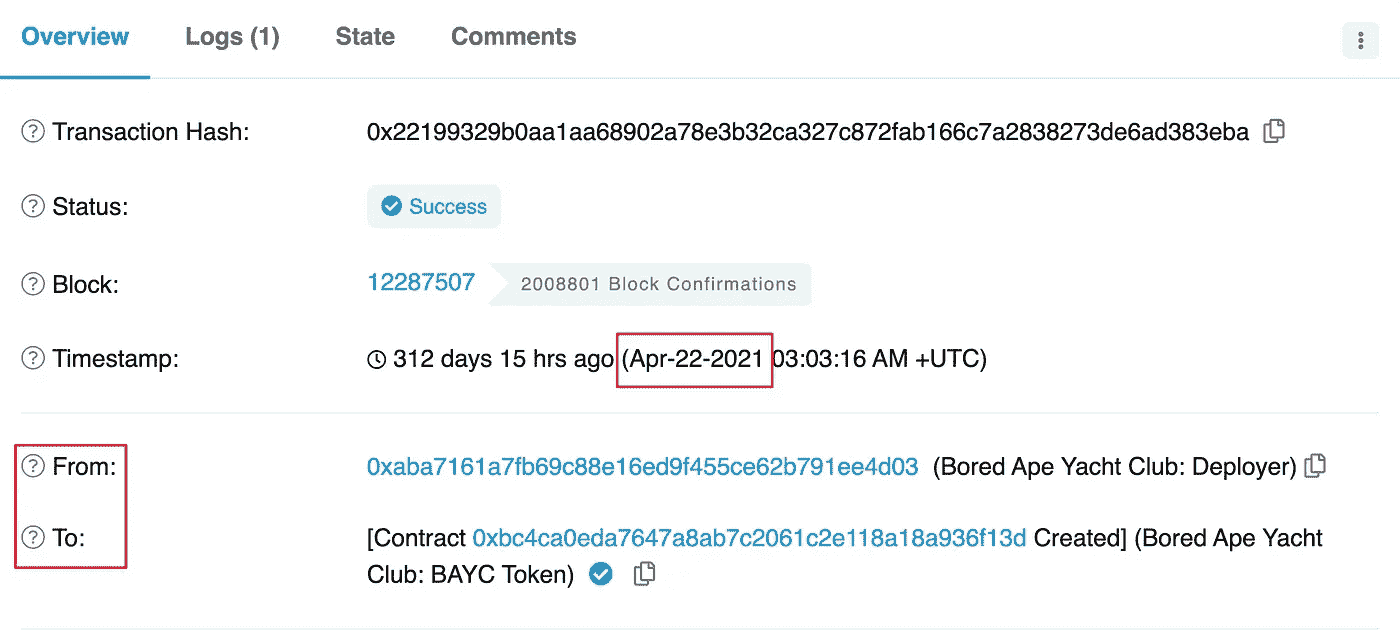 Overview Logs (1) State Comments
Transaction Hash: 0x22199329b0aa1aa68902a78e3b32ca327c872fab166c7a2838273de6ad383eba
Status: Success
Block: 12287507 2008801 Block Confirmations
Timestamp: 312 days 15 hrs ago (Apr-22-2021 03:03:16 AM +UTC)
From: 0xaba7161a7fb69c88e16ed9f455ce62b791ee4d03 (Bored Ape Yacht Club: Deployer)
To: [Contract 0xbc4ca0eda7647a8ab7c2061c2e118a18a936f13d Created] (Bored Ape Yacht
Club: BAYC Token)